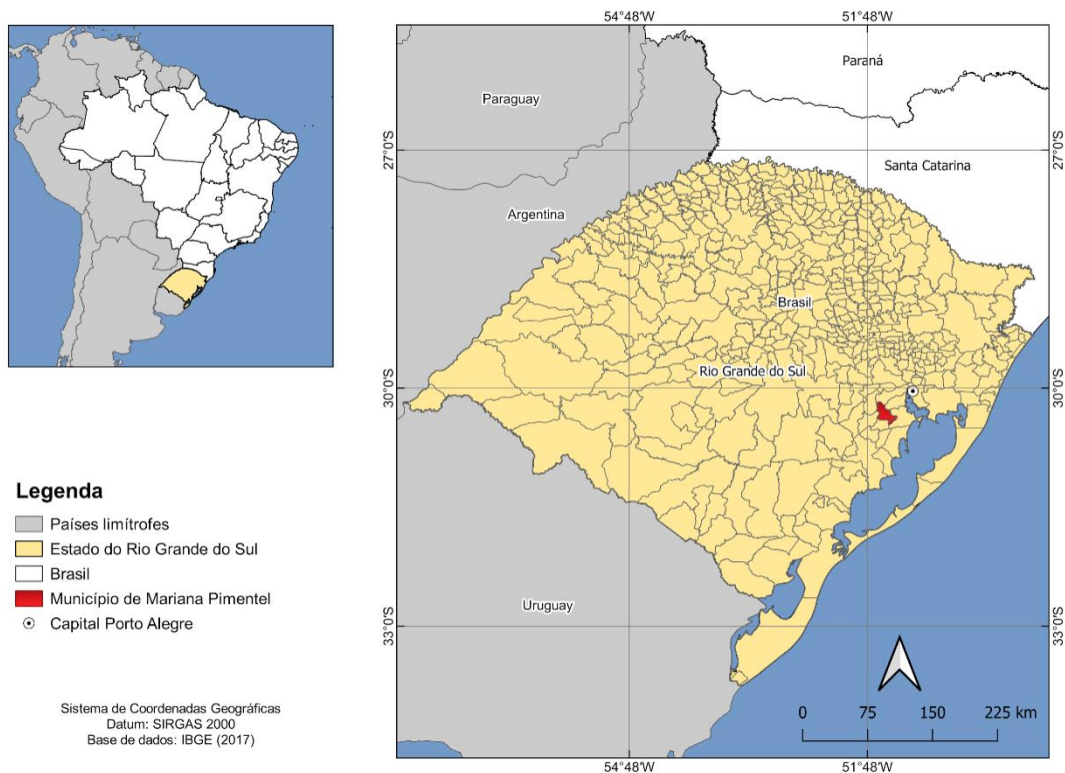 54°48'W
51°48'W
Paraná
Paraguay
27°0'S
27°0'S
Santa Catarina
Argentina
Brasil
Rio Grande do Sul
30°0'S
30°0'S
Legenda
Países limítrofes
Estado do Rio Grande do Sul
Brasil
Município de Mariana Pimentel
Capital Porto Alegre
Uruguay
33°0'S
33°0'S
Sistema de Coordenadas Geográficas
Datum: SIRGAS 2000
Base de dados: IBGE (2017)
0 75 150 225 km
54°48'W
51°48'W